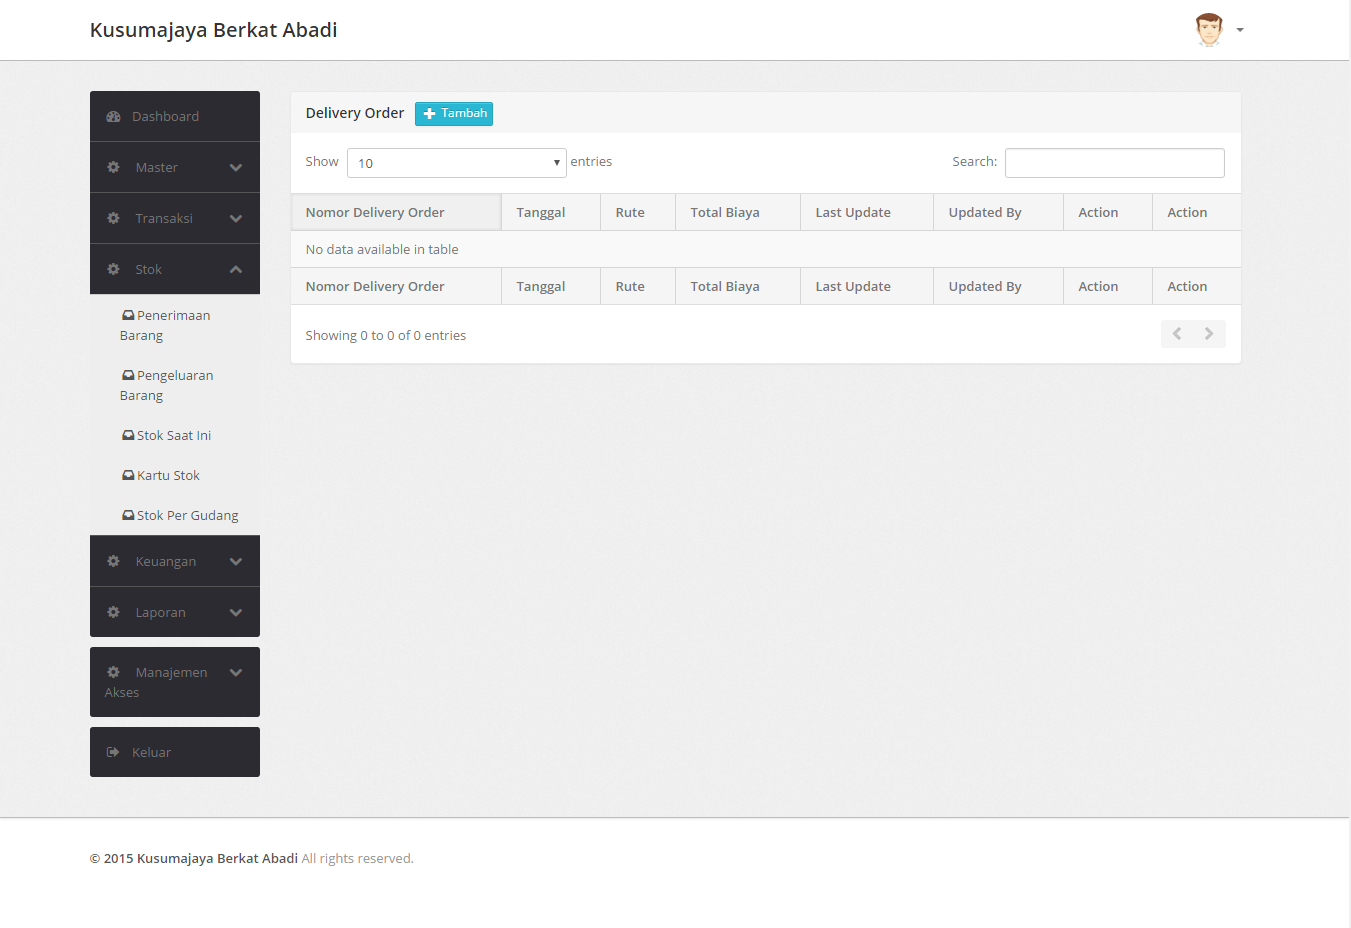 Kusumajaya Berkat Abadi
Dashboard
Master
Transaksi
Stok
Penerimaan
Barang
Pengeluaran
Barang
Stok Saat Ini
Kartu Stok
Stok Per Gudang
Keuangan
Laporan
Manajemen
Akses
Keluar
Delivery Order Tambah
Show 10 entries Search:
Nomor Delivery Order Tanggal Rute Total Biaya Last Update Updated By Action Action
No data available in table
Nomor Delivery Order Tanggal Rute Total Biaya Last Update Updated By Action Action
Showing 0 to 0 of 0 entries
© 2015 Kusumajaya Berkat Abadi All rights reserved.